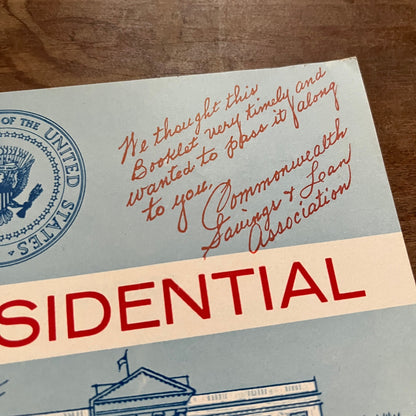 OF THE UNITED STATES
We thought this
Booklet very timely and
wanted to pass it along
to you.
Commonwealth
Savings & Loan
Association
SIDENTIAL